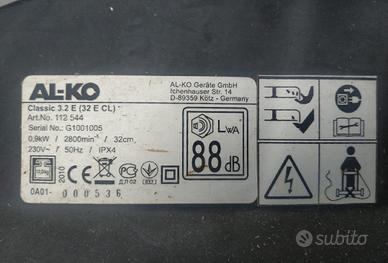 AL-KO
AL-KO Geräte GmbH
Ichenhauser Str. 14
D-89359 Kötz - Germany
Classic 3.2 E (32 E CL)
Art.No. 112 544
Serial No.: G1001005
0,9kW / 2800min⁻¹ / 32cm
230V~ / 50Hz / IPX4
LWA
88 dB
2010
CE
0A01-
000536
subito